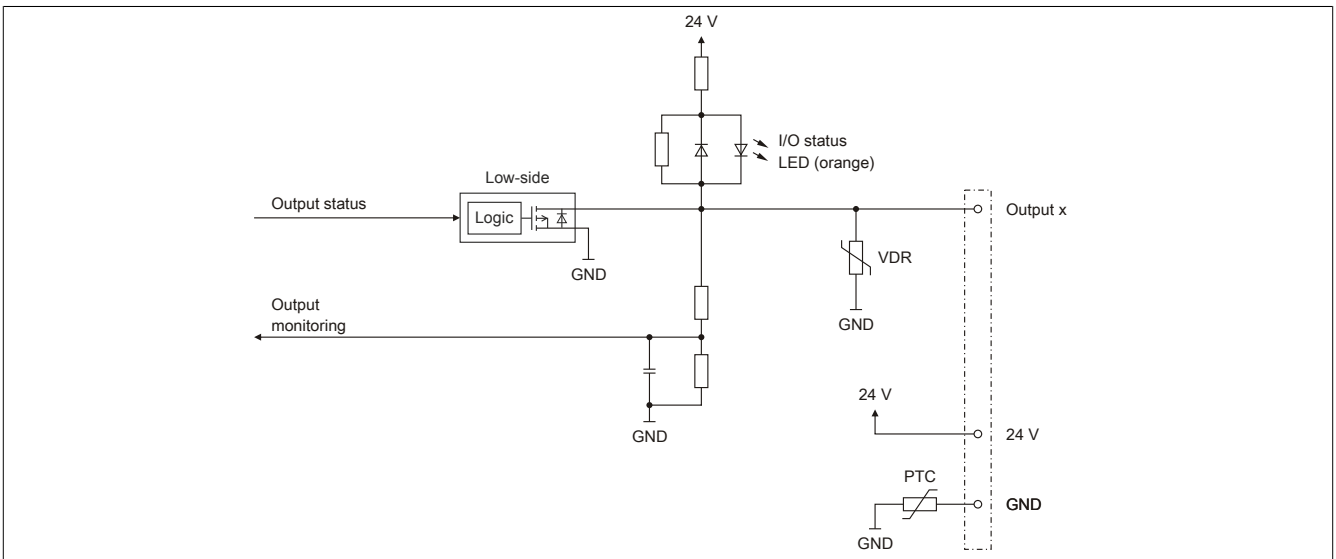 24 V
I/O status
LED (orange)
Low-side
Output status
Logic
Output x
GND
VDR
Output
monitoring
GND
24 V
GND
24 V
PTC
GND
GND